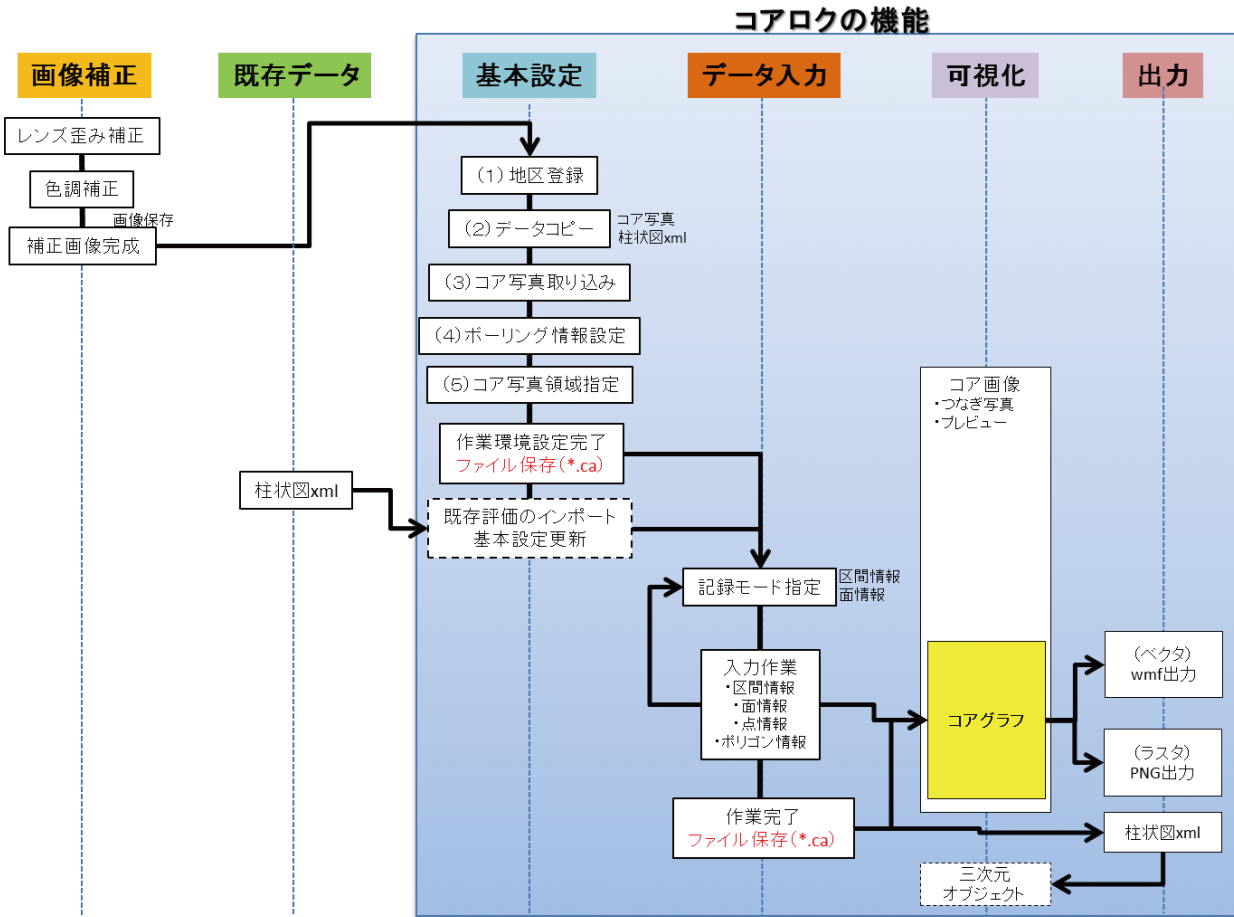 コアロクの機能
画像補正
既存データ
基本設定
データ入力
可視化
出力
レンズ歪み補正
色調補正
画像保存
補正画像完成
(1)地区登録
(2)データコピー
コア写真
柱状図xml
(3)コア写真取り込み
(4)ボーリング情報設定
(5)コア写真領域指定
作業環境設定完了
ファイル保存(*.ca)
柱状図xml
既存評価のインポート
基本設定更新
記録モード指定
区間情報
面情報
入力作業
・区間情報
・面情報
・点情報
・ポリゴン情報
作業完了
ファイル保存(*.ca)
コア画像
・つなぎ写真
・プレビュー
コアグラフ
(ベクタ)
wmf出力
(ラスタ)
PNG出力
柱状図xml
三次元
オブジェクト